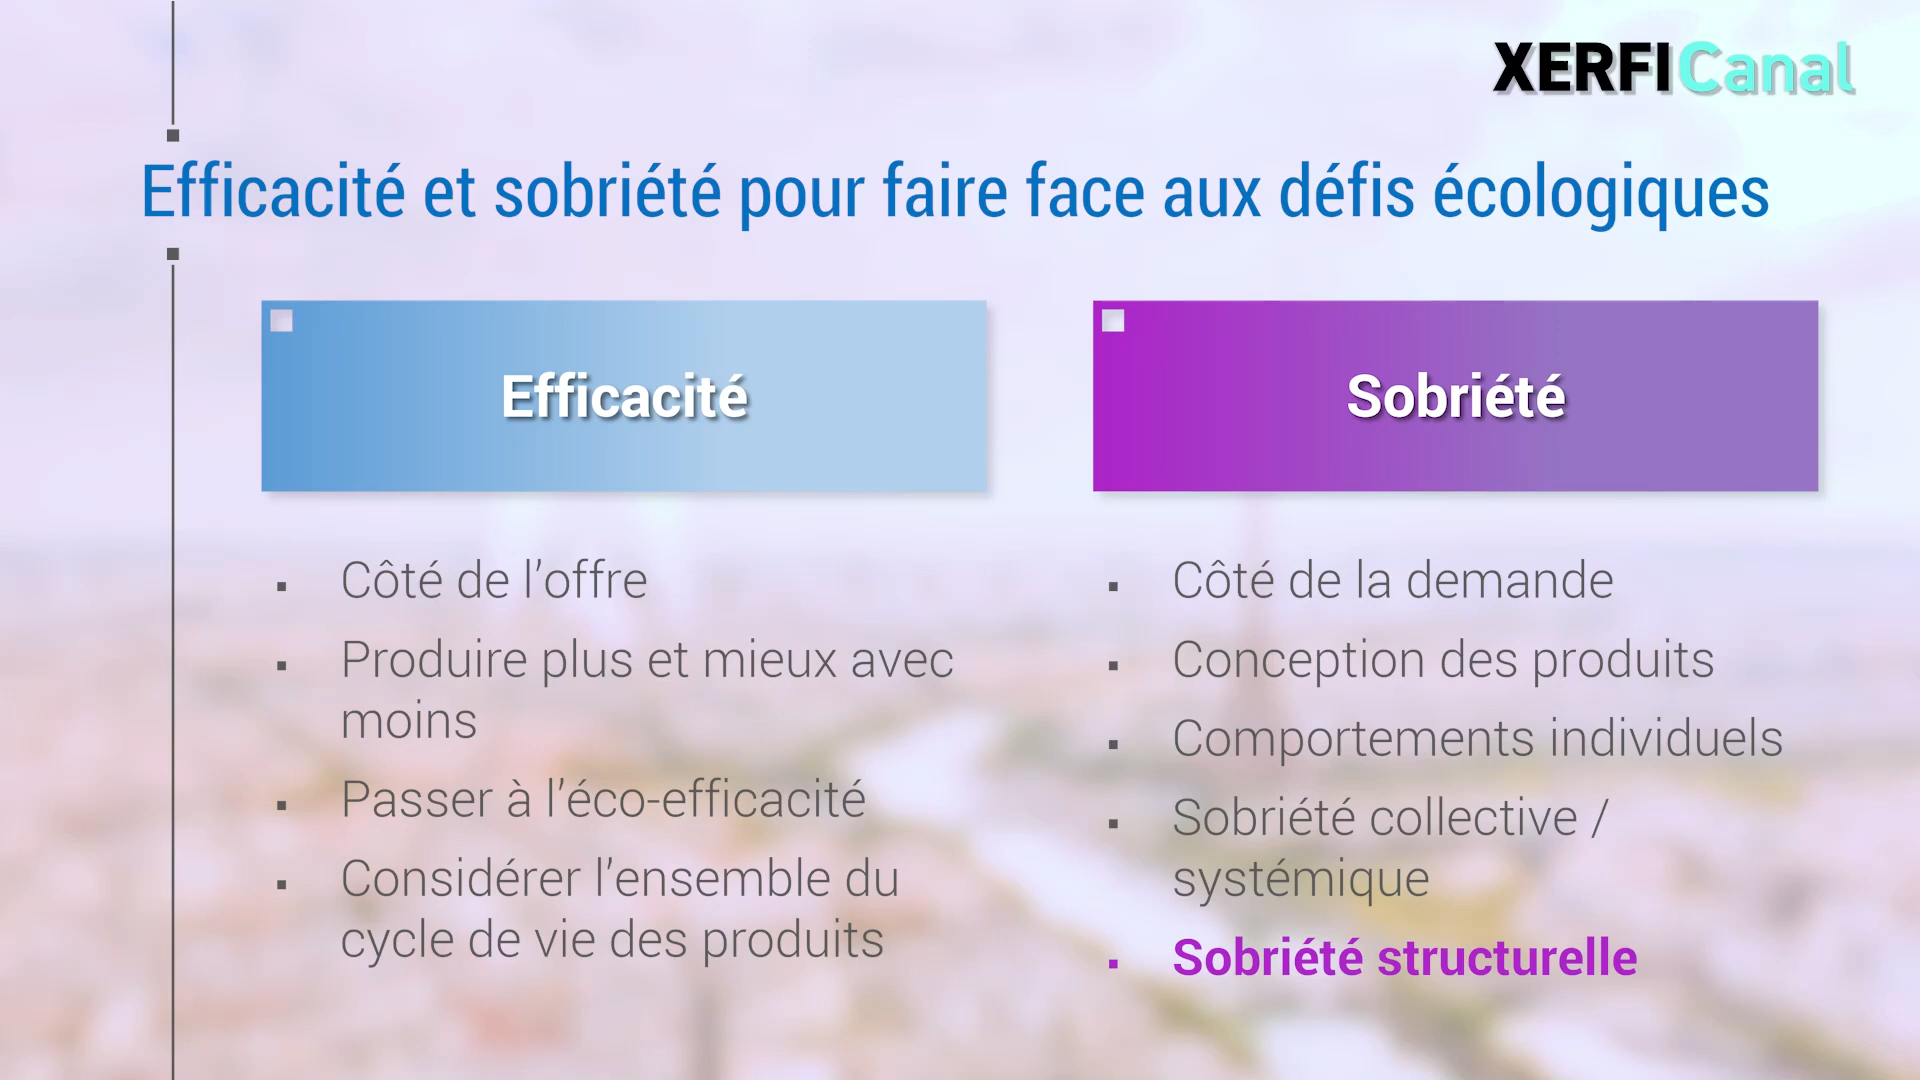 XERFI Canal
Efficacité et sobriété pour faire face aux défis écologiques
Efficacité
Côté de l’offre
Produire plus et mieux avec
moins
Passer à l’éco-efficacité
Considérer l’ensemble du
cycle de vie des produits
Sobriété
Côté de la demande
Conception des produits
Comportements individuels
Sobriété collective /
systémique
Sobriété structurelle